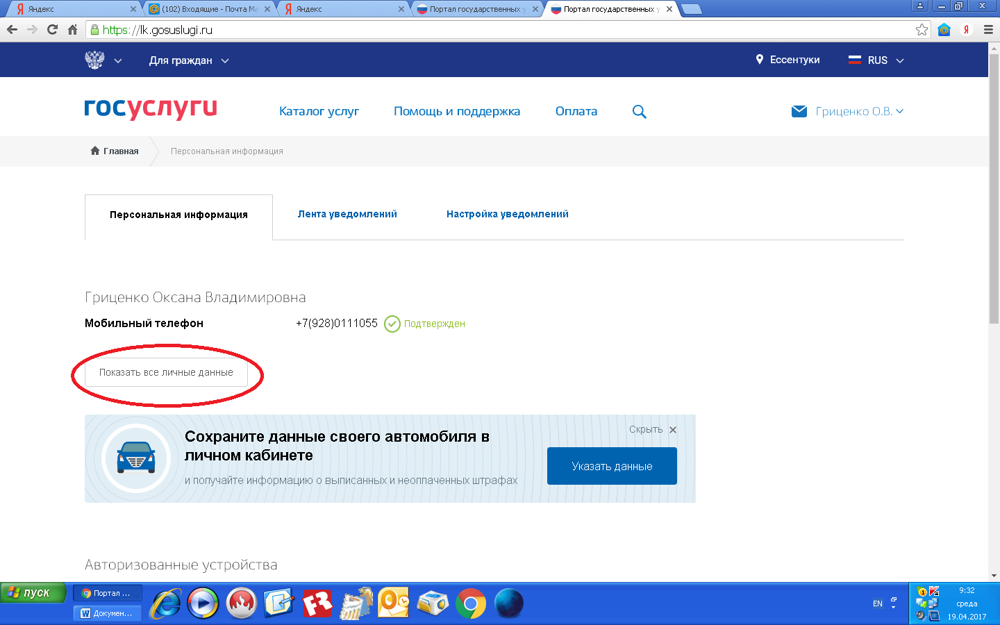 Яндекс
(102) Входящие - Почта Ма
Яндекс
Портал государственных у
Портал государственных у
https://lk.gosuslugi.ru
Для граждан
Ессентуки
RUS
госуслуги
Каталог услуг
Помощь и поддержка
Оплата
Гриценко О.В.
Главная
Персональная информация
Персональная информация
Лента уведомлений
Настройка уведомлений
Гриценко Оксана Владимировна
Мобильный телефон
+7(928)0111055
Подтвержден
Показать все личные данные
Скрыть
Сохраните данные своего автомобиля в
личном кабинете
Указать данные
и получайте информацию о выписанных и неоплаченных штрафах
Авторизованные устройства
пуск
Портал ...
Докумен...
EN
9:32
среда
19.04.2017